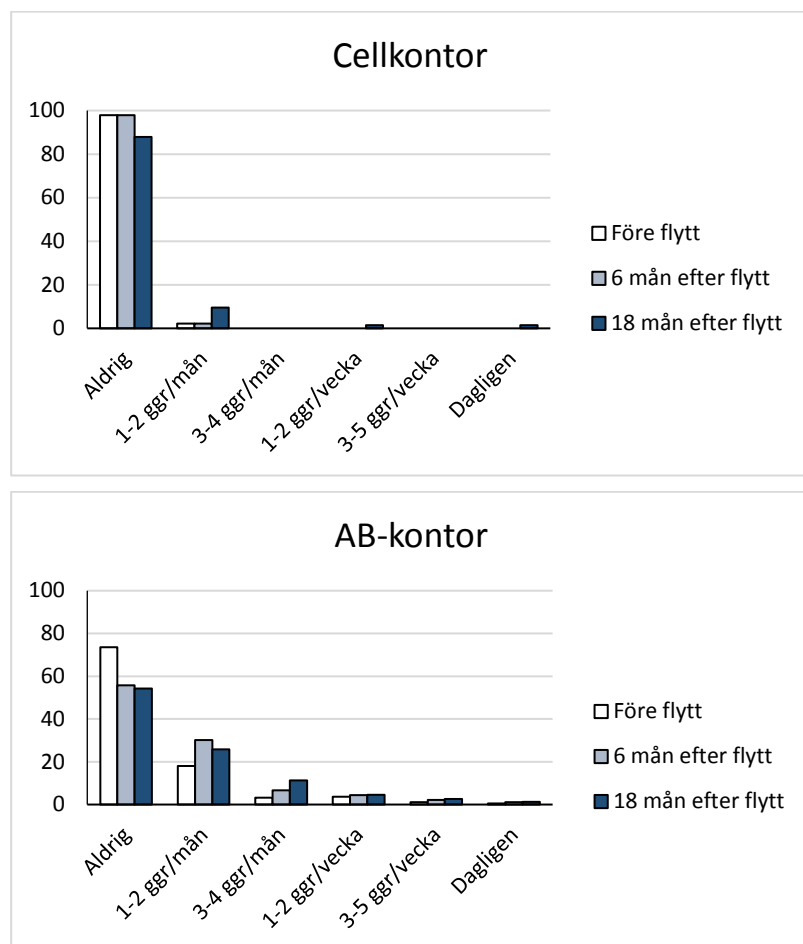 Cellkontor
100
80
60
40
20
0
Aldrig
1-2 ggr/mån
3-4 ggr/mån
1-2 ggr/vecka
3-5 ggr/vecka
Dagligen
Före flytt
6 mån efter flytt
18 mån efter flytt
AB-kontor
100
80
60
40
20
0
Aldrig
1-2 ggr/mån
3-4 ggr/mån
1-2 ggr/vecka
3-5 ggr/vecka
Dagligen
Före flytt
6 mån efter flytt
18 mån efter flytt